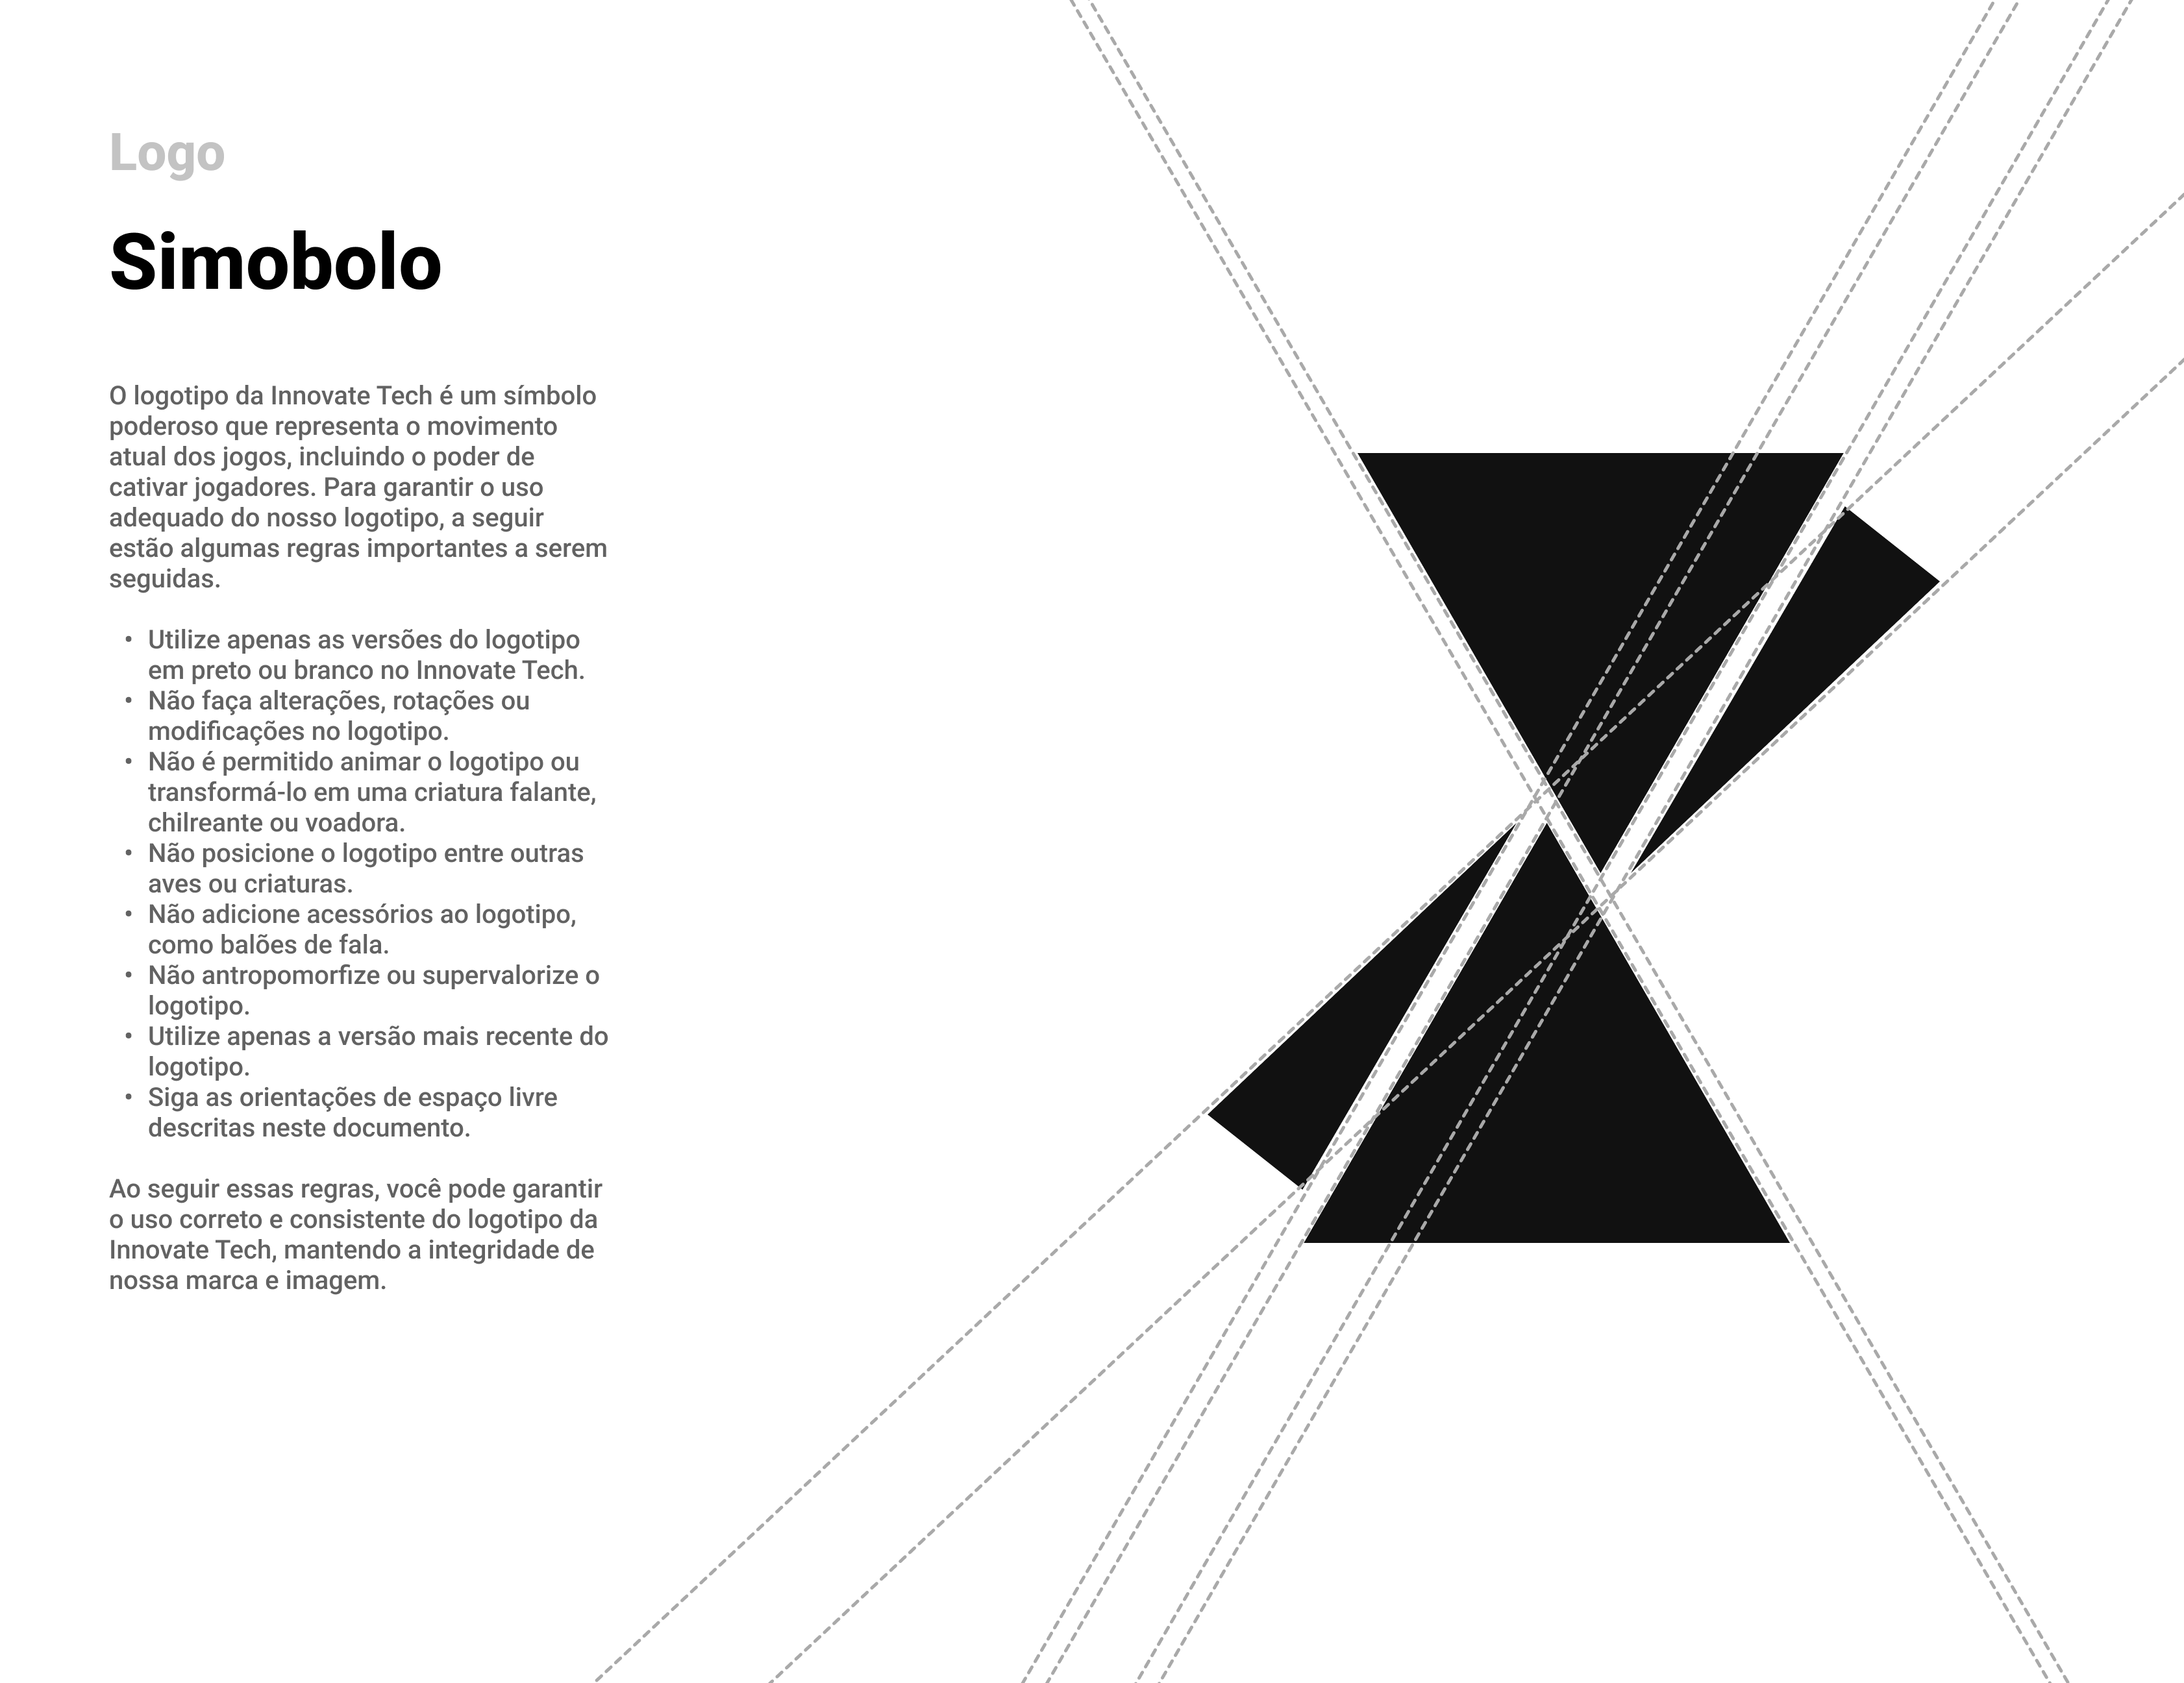 Logo
Simobolo
O logotipo da Innovate Tech é um símbolo
poderoso que representa o movimento
atual dos jogos, incluindo o poder de
cativar jogadores. Para garantir o uso
adequado do nosso logotipo, a seguir
estão algumas regras importantes a serem
seguidas.
• Utilize apenas as versões do logotipo
em preto ou branco no Innovate Tech.
• Não faça alterações, rotações ou
modificações no logotipo.
• Não é permitido animar o logotipo ou
transformá-lo em uma criatura falante,
chilreante ou voadora.
• Não posicione o logotipo entre outras
aves ou criaturas.
• Não adicione acessórios ao logotipo,
como balões de fala.
• Não antropomorfize ou supervalorize o
logotipo.
• Utilize apenas a versão mais recente do
logotipo.
• Siga as orientações de espaço livre
descritas neste documento.
Ao seguir essas regras, você pode garantir
o uso correto e consistente do logotipo da
Innovate Tech, mantendo a integridade de
nossa marca e imagem.